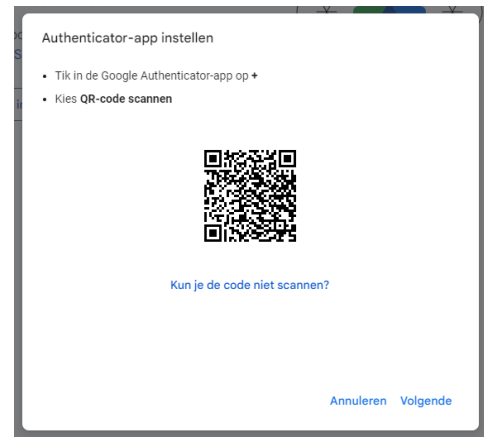 Authenticator-app instellen
Tik in de Google Authenticator-app op +
Kies QR-code scannen
Kun je de code niet scannen?
Annuleren Volgende